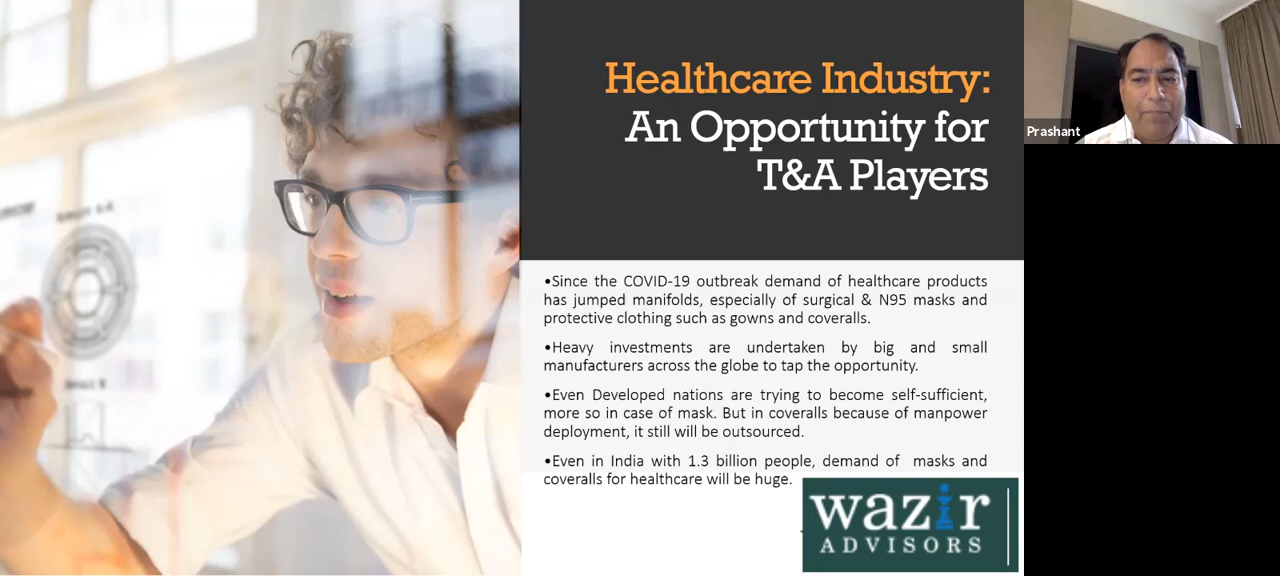 Healthcare Industry:
An Opportunity for
T&A Players
•Since the COVID-19 outbreak demand of healthcare products
has jumped manifolds, especially of surgical & N95 masks and
protective clothing such as gowns and coveralls.
•Heavy investments are undertaken by big and small
manufacturers across the globe to tap the opportunity.
•Even Developed nations are trying to become self-sufficient,
more so in case of mask. But in coveralls because of manpower
deployment, it still will be outsourced.
•Even in India with 1.3 billion people, demand of masks and
coveralls for healthcare will be huge.
wazir
ADVISORS
Prashant